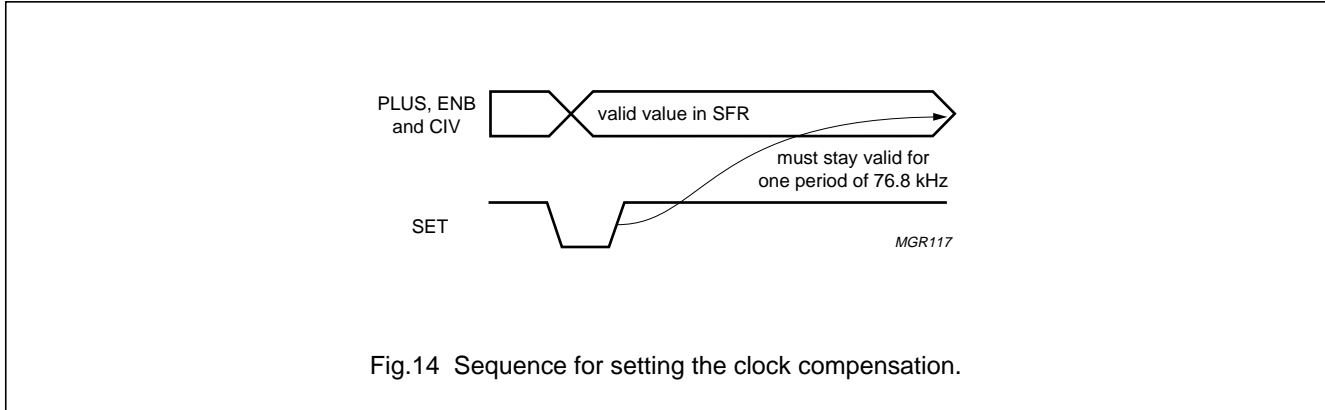 PLUS, ENB
and CIV
valid value in SFR
must stay valid for
one period of 76.8 kHz
SET
MGR117
Fig.14 Sequence for setting the clock compensation.